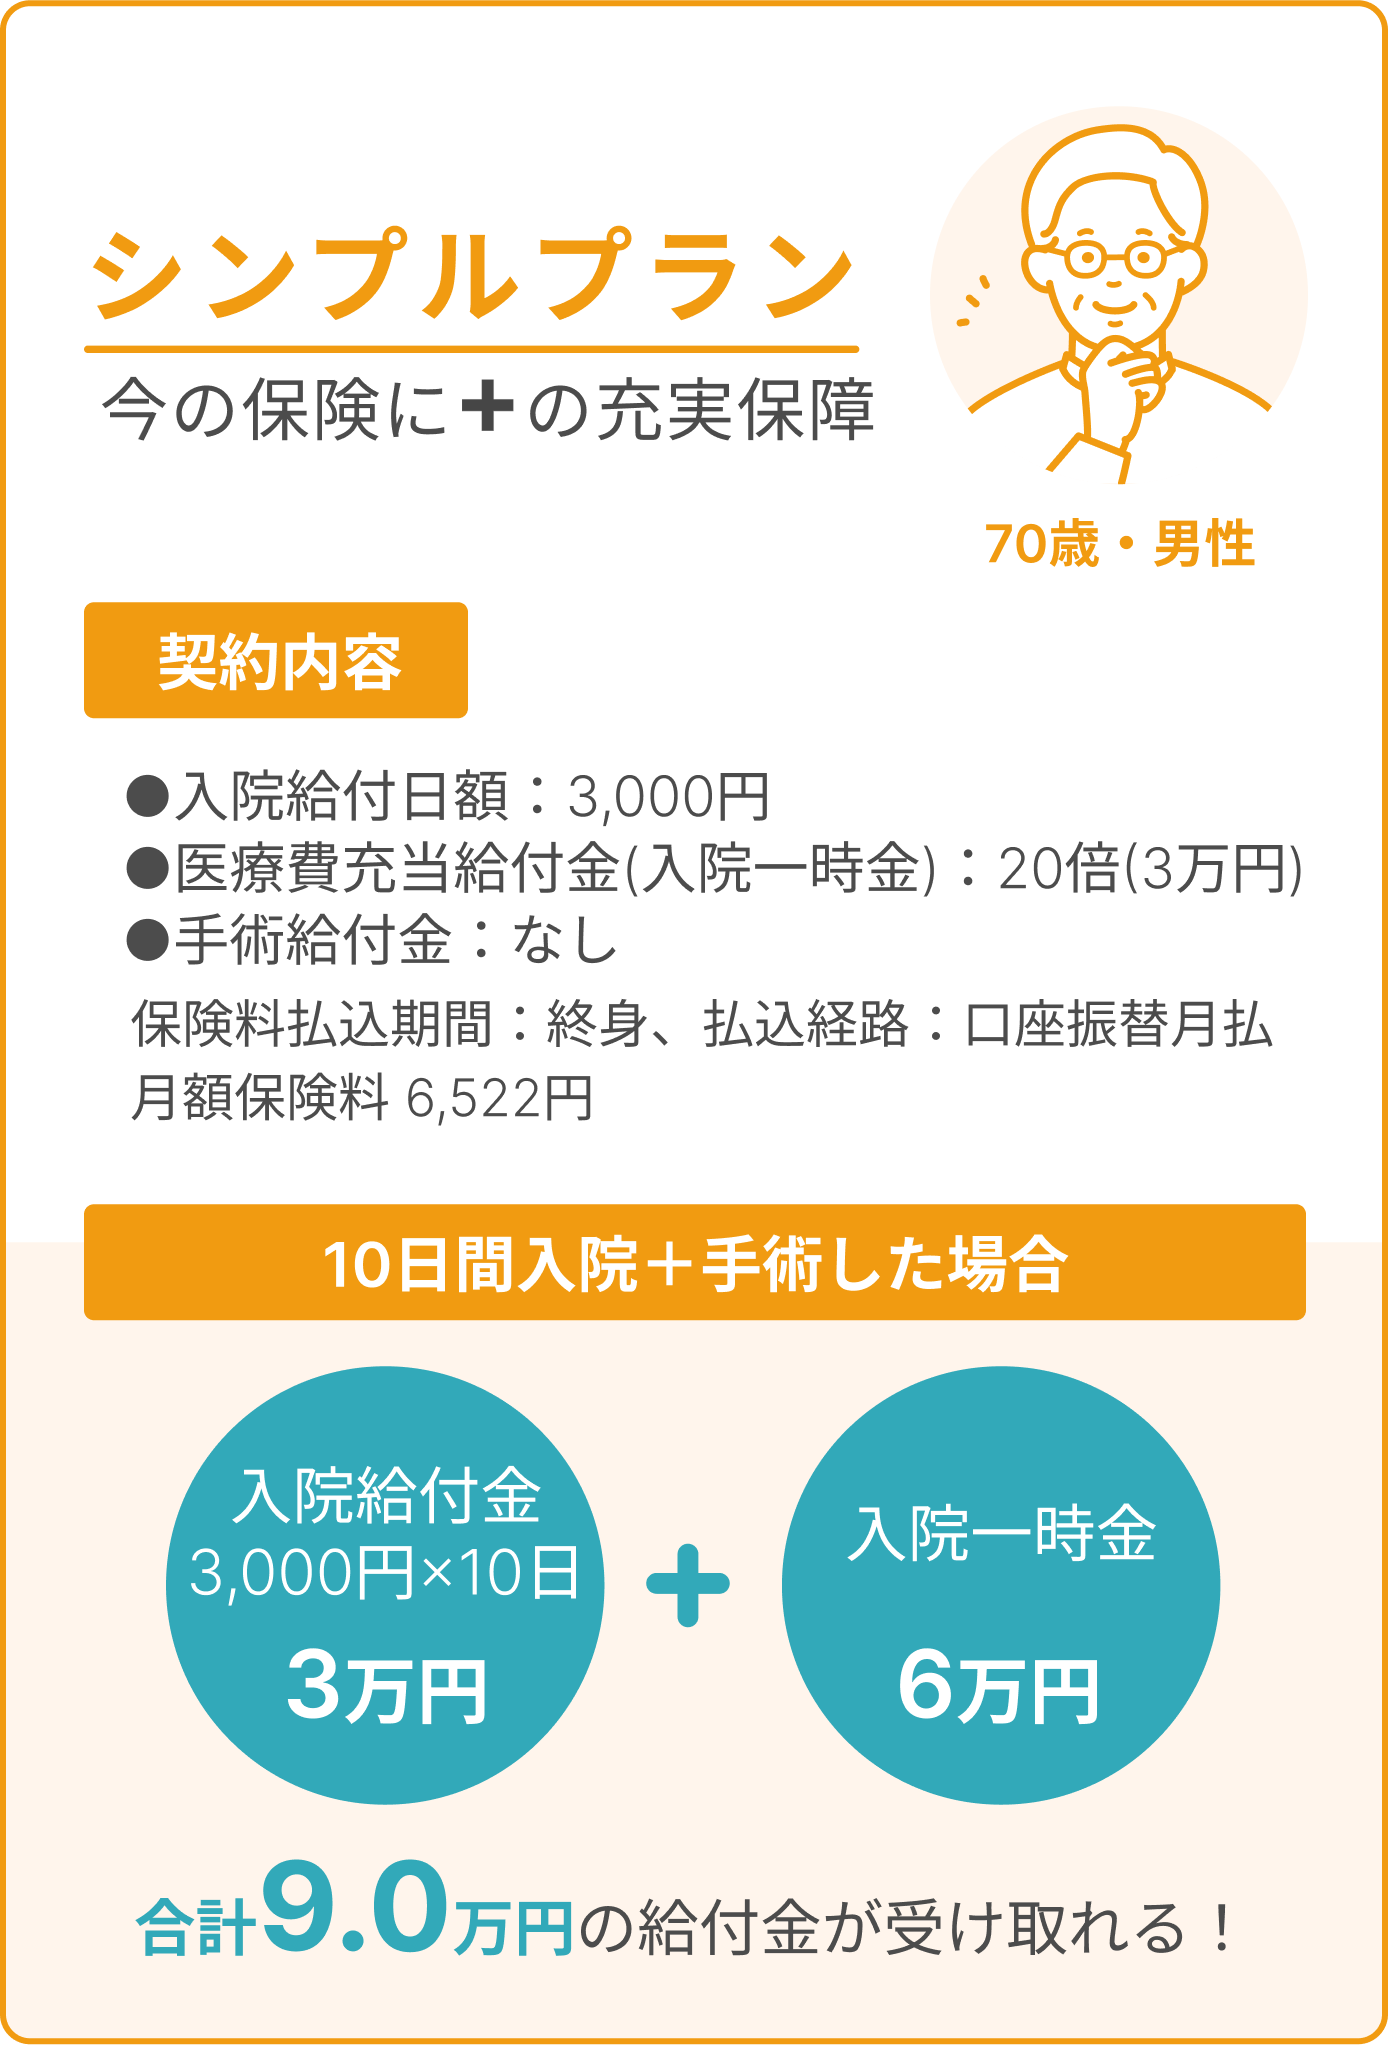 シンプルプラン
今の保険に+の充実保障
70歳・男性
契約内容
●入院給付日額：3,000円
●医療費充当給付金(入院一時金)：20倍(3万円)
●手術給付金：なし
保険料払込期間：終身、払込経路：口座振替月払
月額保険料 6,522円
10日間入院＋手術した場合
入院給付金
3,000円×10日
3万円
+
入院一時金
6万円
合計9.0万円の給付金が受け取れる！